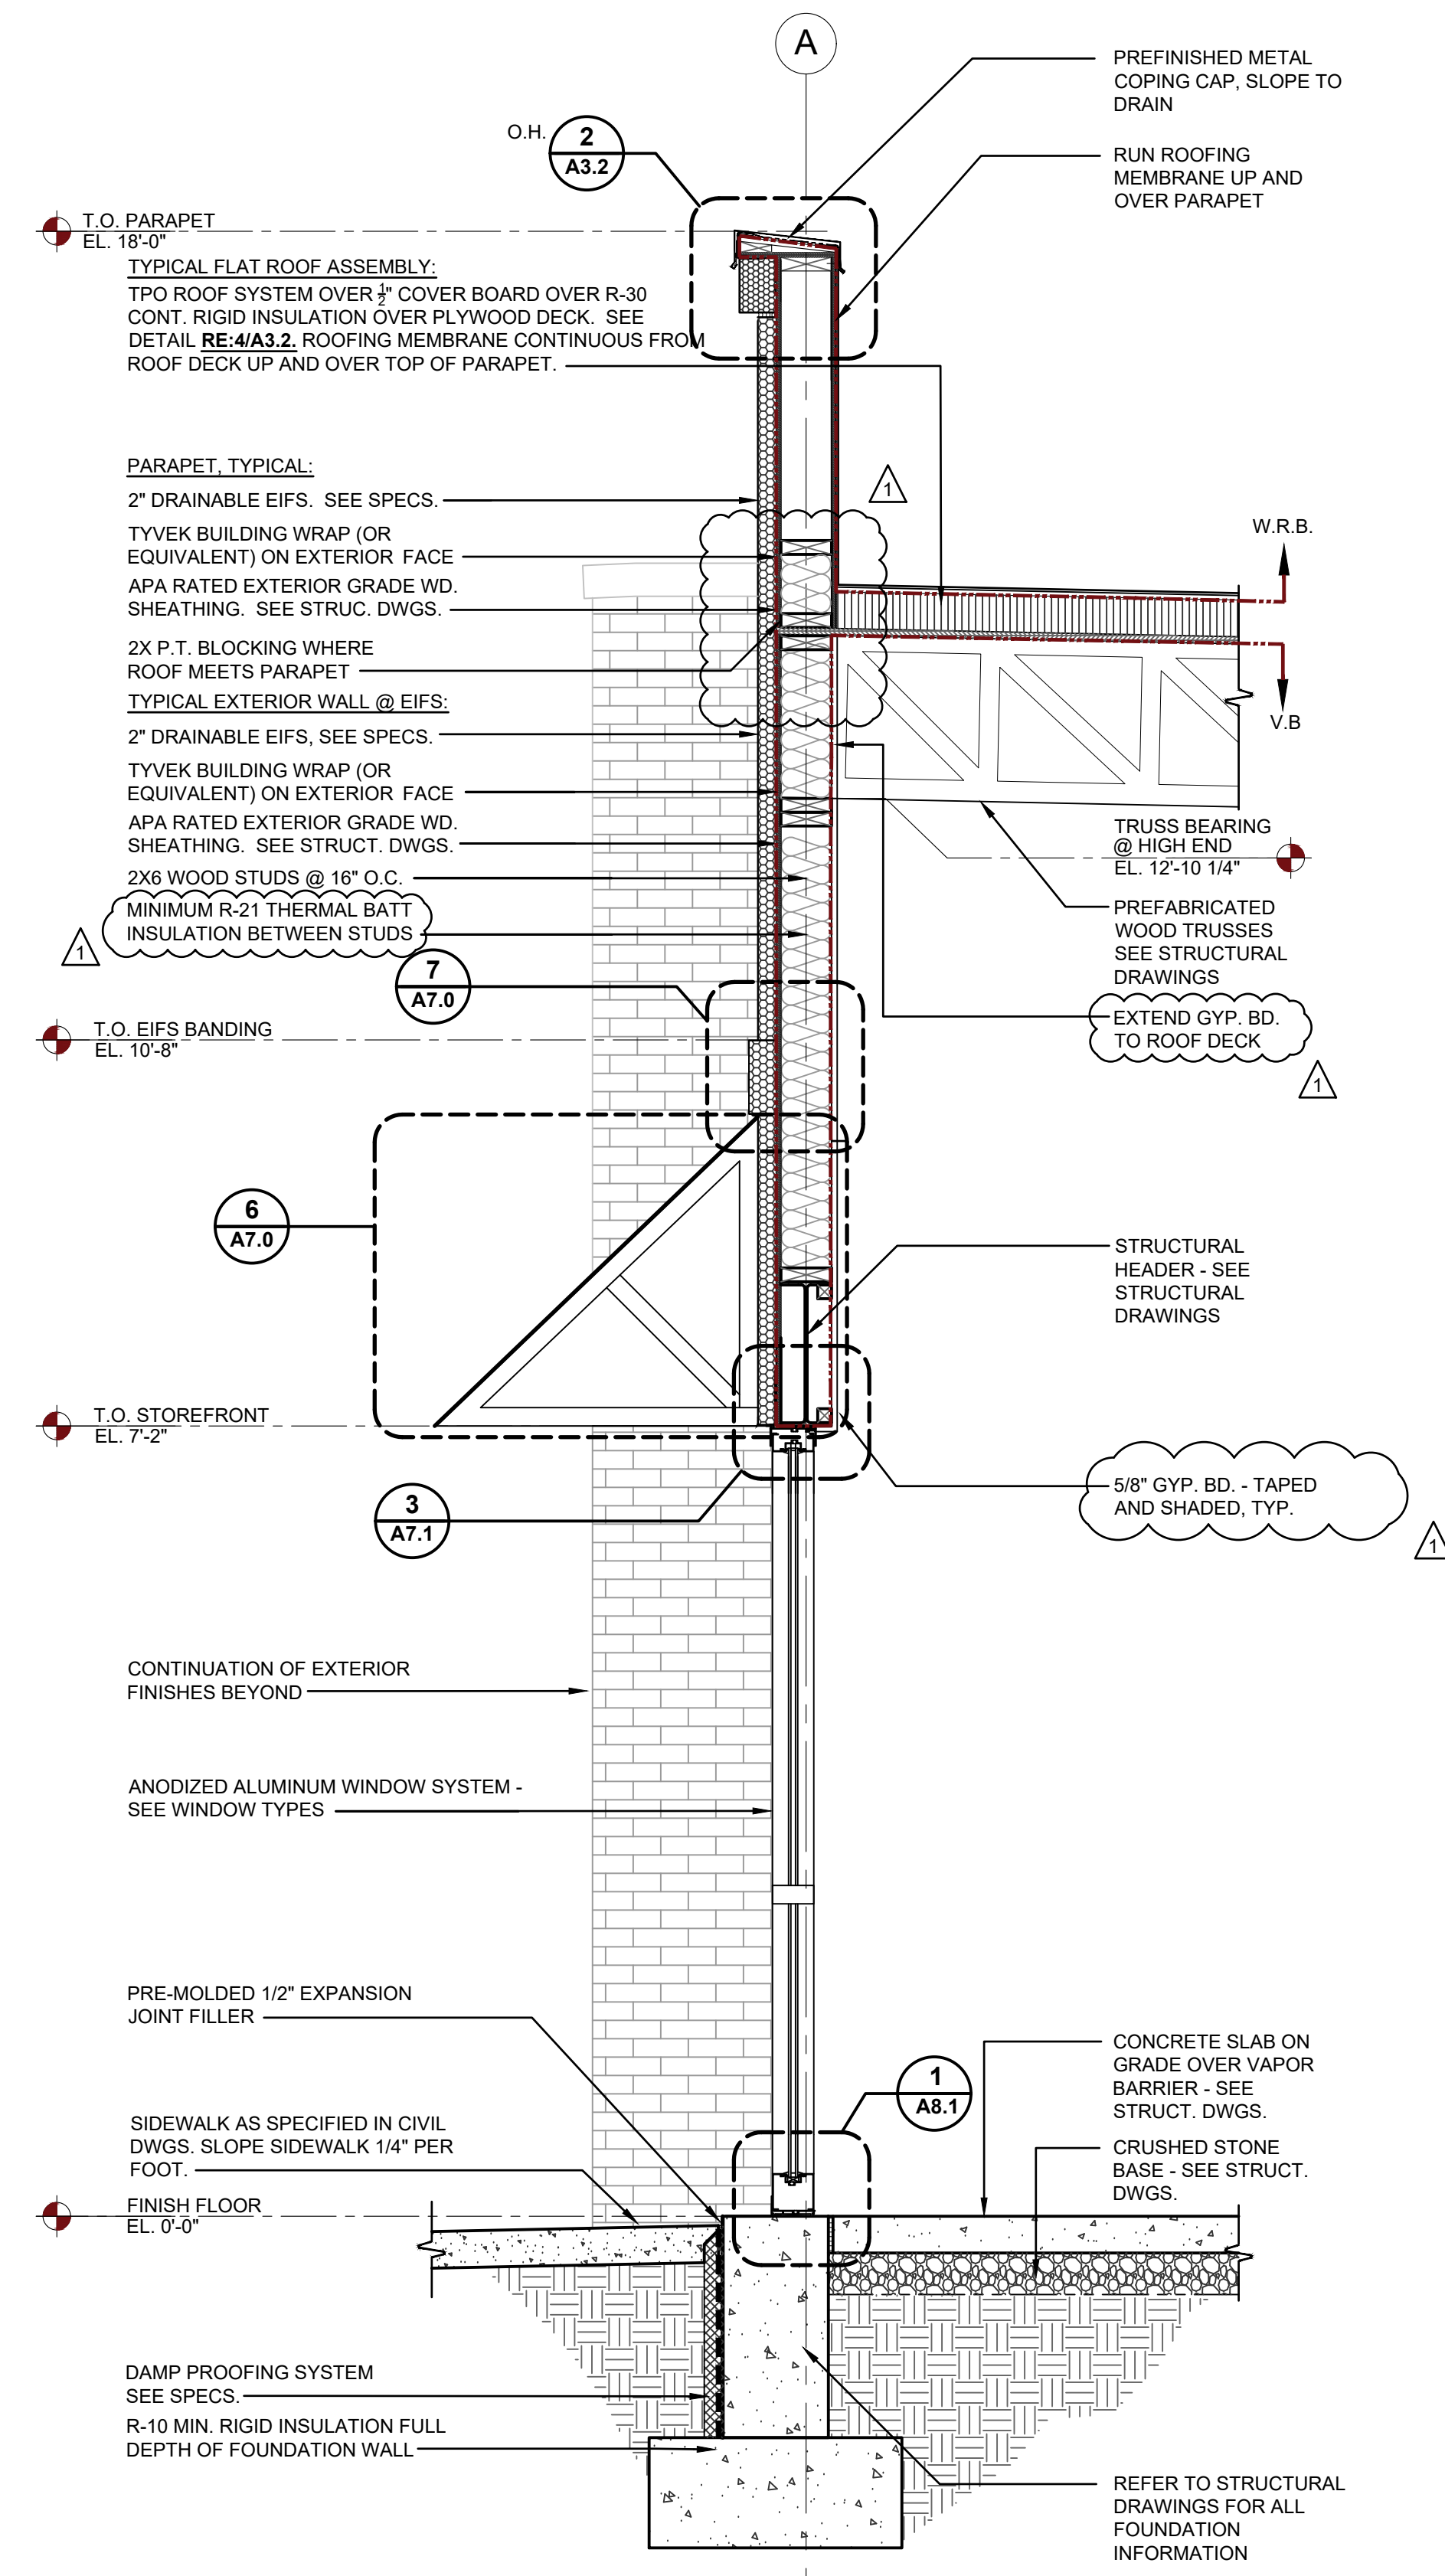 A
PREFINISHED METAL
COPING CAP, SLOPE TO
DRAIN
O.H.
2
A3.2
RUN ROOFING
MEMBRANE UP AND
OVER PARAPET
T.O. PARAPET
EL. 18'-0"
TYPICAL FLAT ROOF ASSEMBLY:
TPO ROOF SYSTEM OVER 1/2" COVER BOARD OVER R-30
CONT. RIGID INSULATION OVER PLYWOOD DECK. SEE
DETAIL RE:4/A3.2. ROOFING MEMBRANE CONTINUOUS FROM
ROOF DECK UP AND OVER TOP OF PARAPET.
PARAPET, TYPICAL:
2" DRAINABLE EIFS. SEE SPECS.
1
TYVEK BUILDING WRAP (OR
EQUIVALENT) ON EXTERIOR FACE
W.R.B.
APA RATED EXTERIOR GRADE WD.
SHEATHING. SEE STRUC. DWGS.
2X P.T. BLOCKING WHERE
ROOF MEETS PARAPET
TYPICAL EXTERIOR WALL @ EIFS:
V.B
2" DRAINABLE EIFS, SEE SPECS.
TYVEK BUILDING WRAP (OR
EQUIVALENT) ON EXTERIOR FACE
APA RATED EXTERIOR GRADE WD.
SHEATHING. SEE STRUCT. DWGS.
TRUSS BEARING
@ HIGH END
EL. 12'-10 1/4"
2X6 WOOD STUDS @ 16" O.C.
MINIMUM R-21 THERMAL BATT
INSULATION BETWEEN STUDS
1
PREFABRICATED
WOOD TRUSSES
SEE STRUCTURAL
DRAWINGS
7
A7.0
EXTEND GYP. BD.
TO ROOF DECK
1
T.O. EIFS BANDING
EL. 10'-8"
6
A7.0
STRUCTURAL
HEADER - SEE
STRUCTURAL
DRAWINGS
T.O. STOREFRONT
EL. 7'-2"
3
A7.1
5/8" GYP. BD. - TAPED
AND SHADED, TYP.
1
CONTINUATION OF EXTERIOR
FINISHES BEYOND
ANODIZED ALUMINUM WINDOW SYSTEM -
SEE WINDOW TYPES
PRE-MOLDED 1/2" EXPANSION
JOINT FILLER
CONCRETE SLAB ON
GRADE OVER VAPOR
BARRIER - SEE
STRUCT. DWGS.
1
A8.1
SIDEWALK AS SPECIFIED IN CIVIL
DWGS. SLOPE SIDEWALK 1/4" PER
FOOT.
CRUSHED STONE
BASE - SEE STRUCT.
DWGS.
FINISH FLOOR
EL. 0'-0"
DAMP PROOFING SYSTEM
SEE SPECS.
R-10 MIN. RIGID INSULATION FULL
DEPTH OF FOUNDATION WALL
REFER TO STRUCTURAL
DRAWINGS FOR ALL
FOUNDATION
INFORMATION